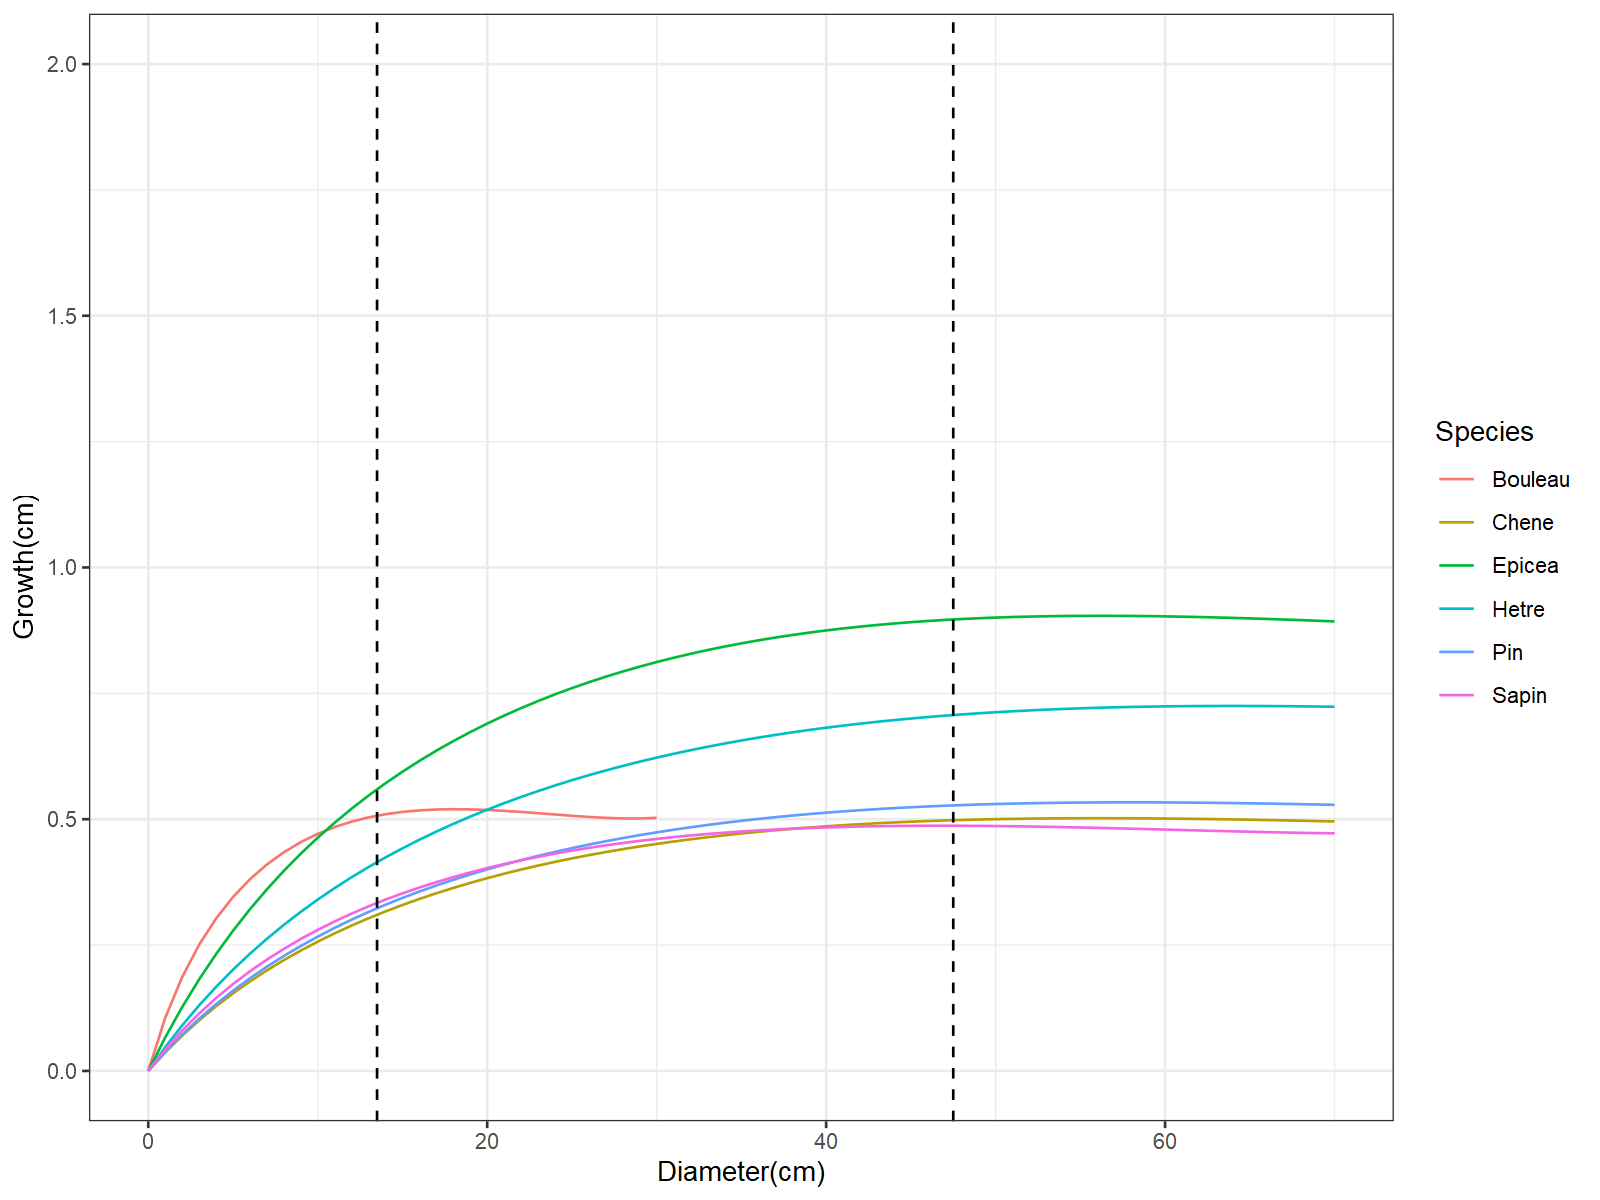 2.0
1.5
1.0
0.5
0.0
Growth(cm)
0 20 40 60
Diameter(cm)
Species
Bouleau
Chene
Epicea
Hetre
Pin
Sapin